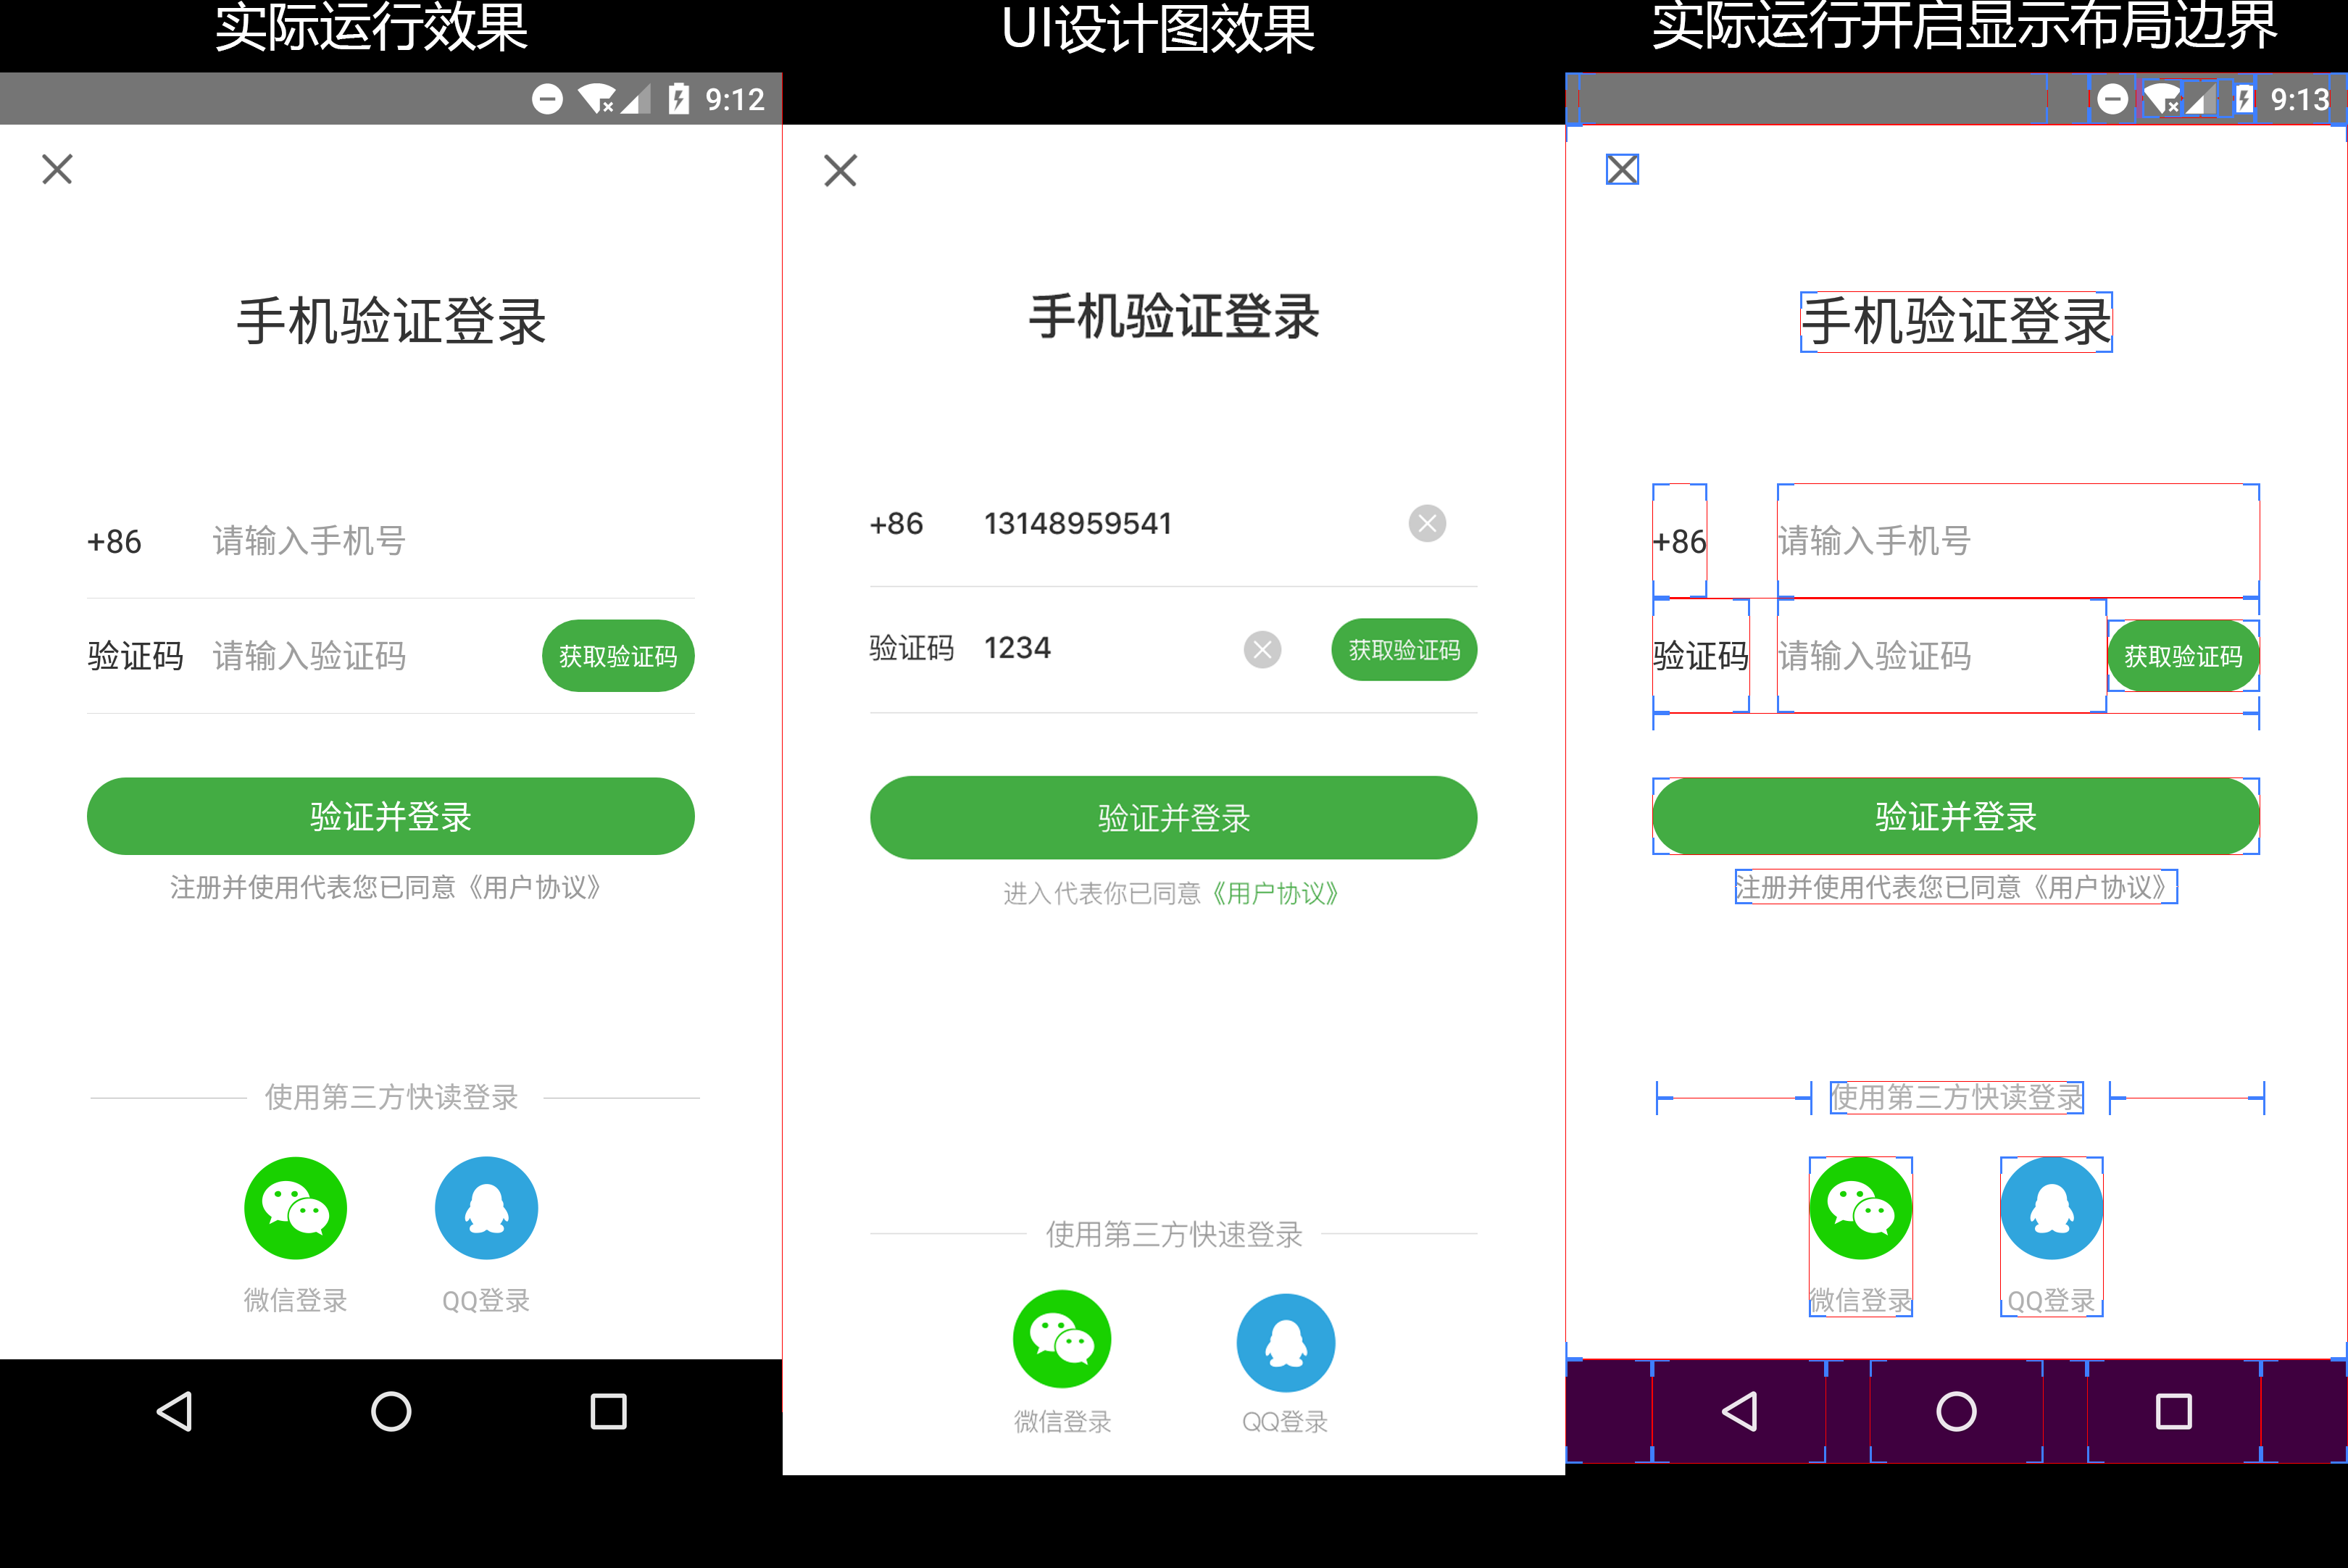 实际运行效果
9:12
手机验证登录
+86 请输入手机号
验证码 请输入验证码 获取验证码
验证并登录
注册并使用代表您已同意《用户协议》
使用第三方快读登录
微信登录 QQ登录
UI设计图效果
手机验证登录
+86 13148959541
验证码 1234 获取验证码
验证并登录
进入代表你已同意《用户协议》
使用第三方快速登录
微信登录 QQ登录
实际运行开启显示布局边界
9:13
手机验证登录
+86 请输入手机号
验证码 请输入验证码 获取验证码
验证并登录
注册并使用代表您已同意《用户协议》
使用第三方快读登录
微信登录 QQ登录